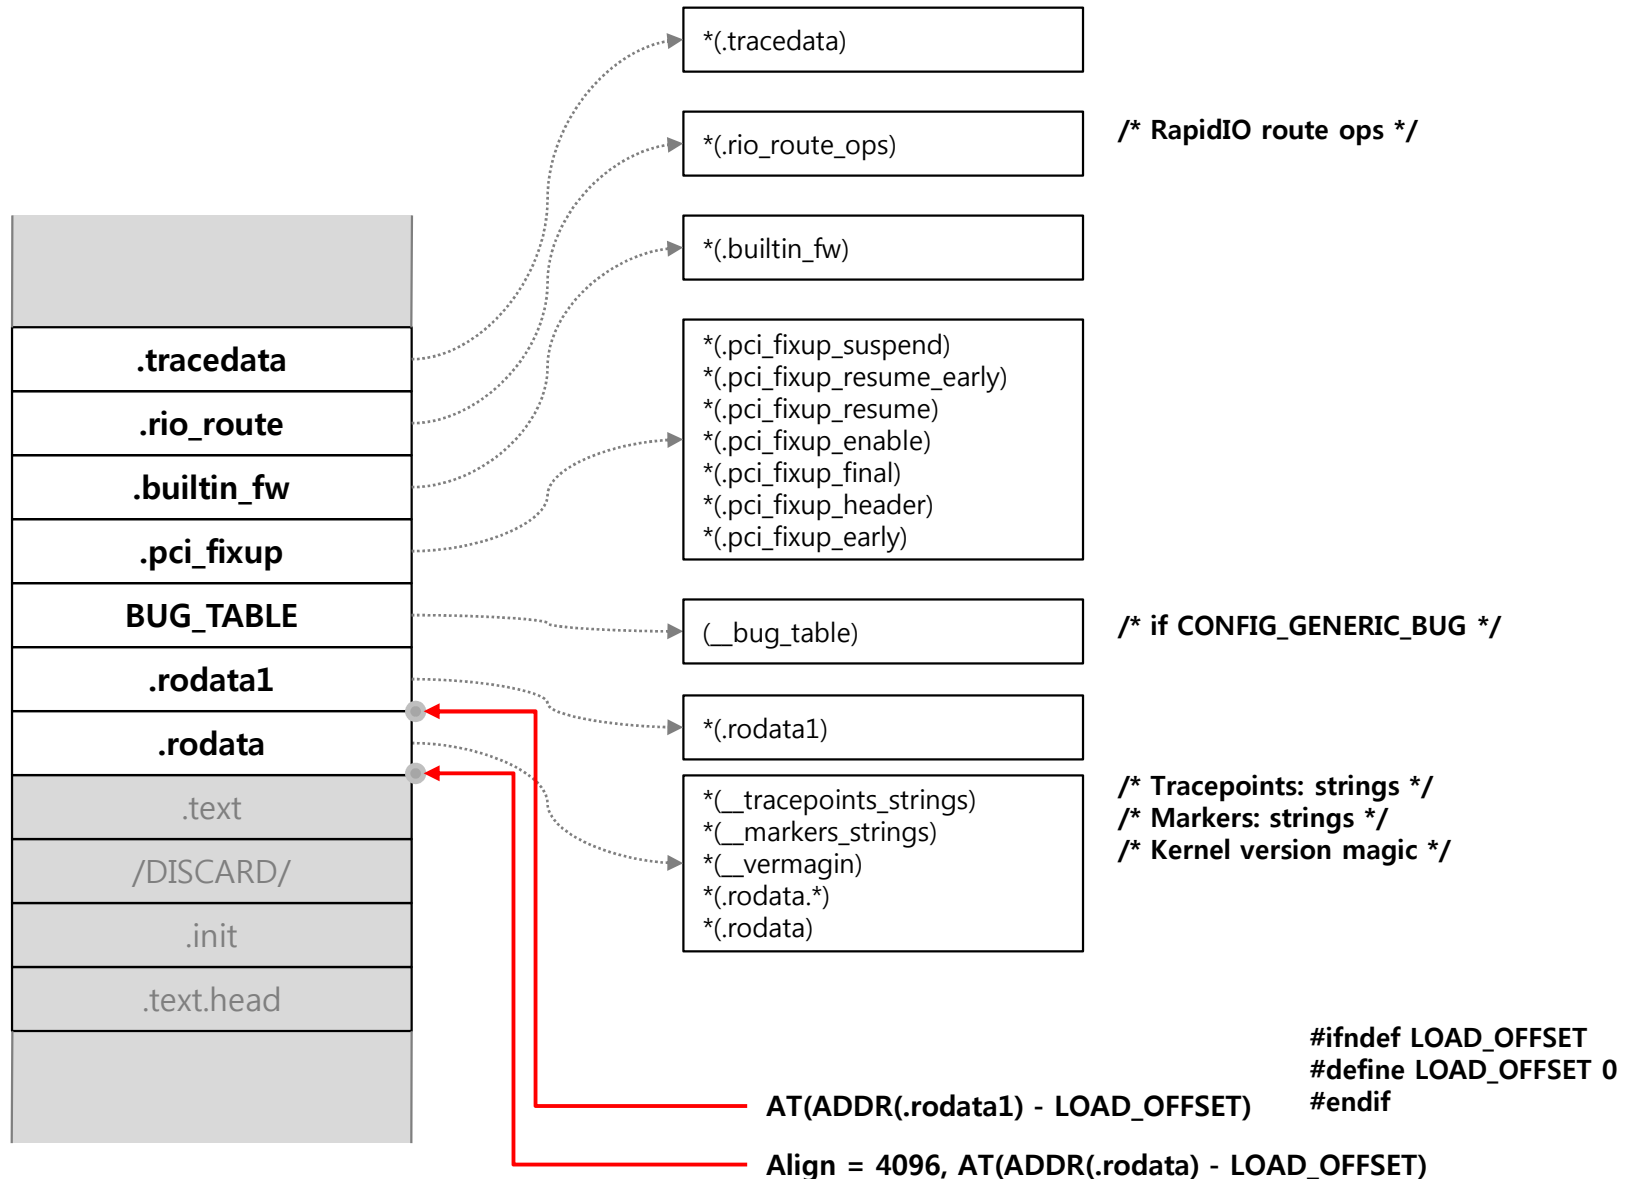 *(.tracedata)
*(.rio_route_ops)
/* RapidIO route ops */
*(.builtin_fw)
*(.pci_fixup_suspend)
*(.pci_fixup_resume_early)
*(.pci_fixup_resume)
*(.pci_fixup_enable)
*(.pci_fixup_final)
*(.pci_fixup_header)
*(.pci_fixup_early)
(__bug_table)
/* if CONFIG_GENERIC_BUG */
*(.rodata1)
*(__tracepoints_strings)
*(__markers_strings)
*(__vermagin)
*(.rodata.*)
*(.rodata)
/* Tracepoints: strings */
/* Markers: strings */
/* Kernel version magic */
.tracedata
.rio_route
.builtin_fw
.pci_fixup
BUG_TABLE
.rodata1
.rodata
.text
/DISCARD/
.init
.text.head
#ifndef LOAD_OFFSET
#define LOAD_OFFSET 0
#endif
AT(ADDR(.rodata1) - LOAD_OFFSET)
Align = 4096, AT(ADDR(.rodata) - LOAD_OFFSET)